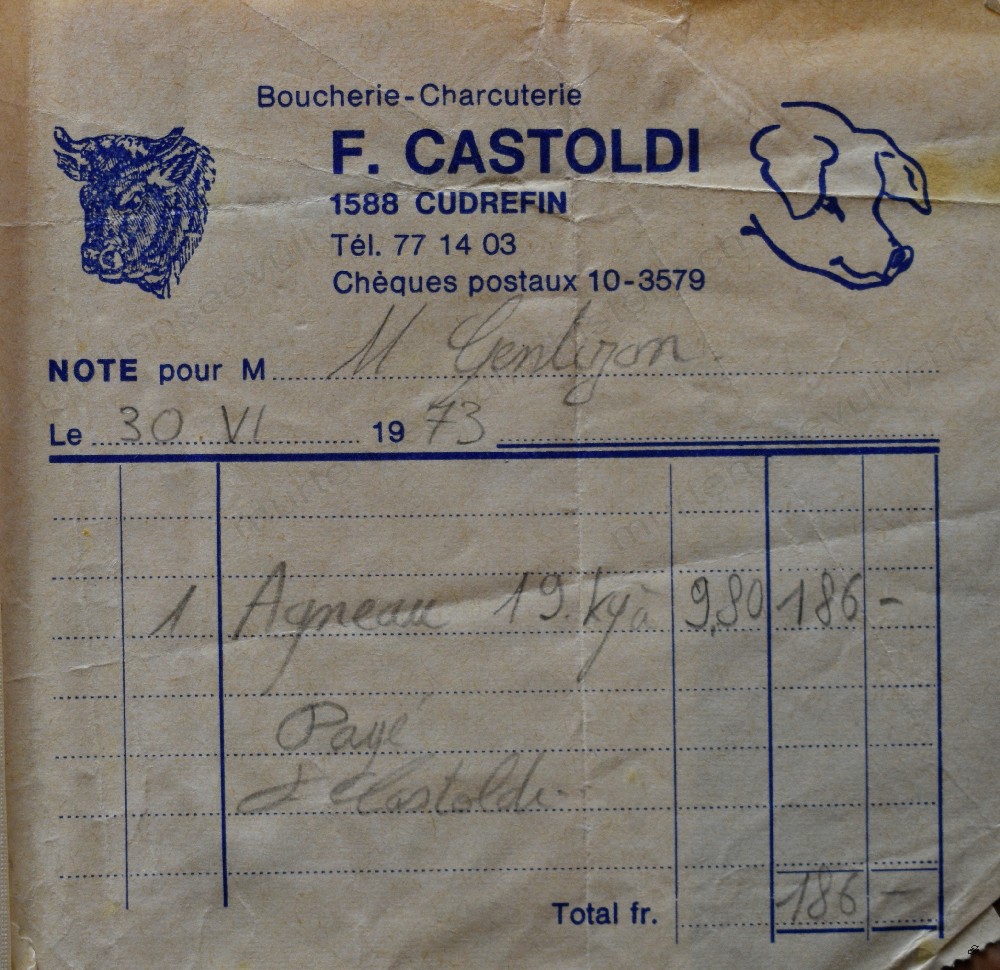 Boucherie-Charcuterie
F. CASTOLDI
1588 CUDREFIN
Tél. 77 14 03
Chèques postaux 10-3579
NOTE pour M M Gentizon.
Le 30 VI 1973
1 Agneau 19. kg à 9,80 186 -
Payé
F Castoldi
Total fr. 186 -